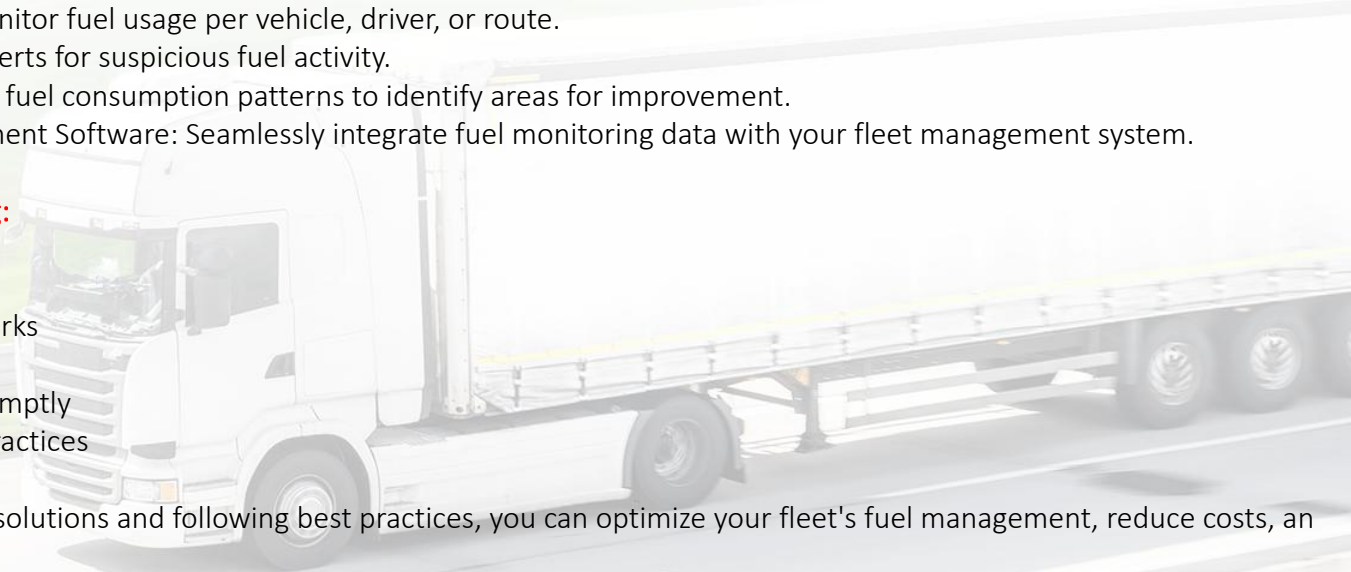 nitor fuel usage per vehicle, driver, or route.
erts for suspicious fuel activity.
fuel consumption patterns to identify areas for improvement.
nent Software: Seamlessly integrate fuel monitoring data with your fleet management system.
:
rks
mptly
ractices
solutions and following best practices, you can optimize your fleet's fuel management, reduce costs, an